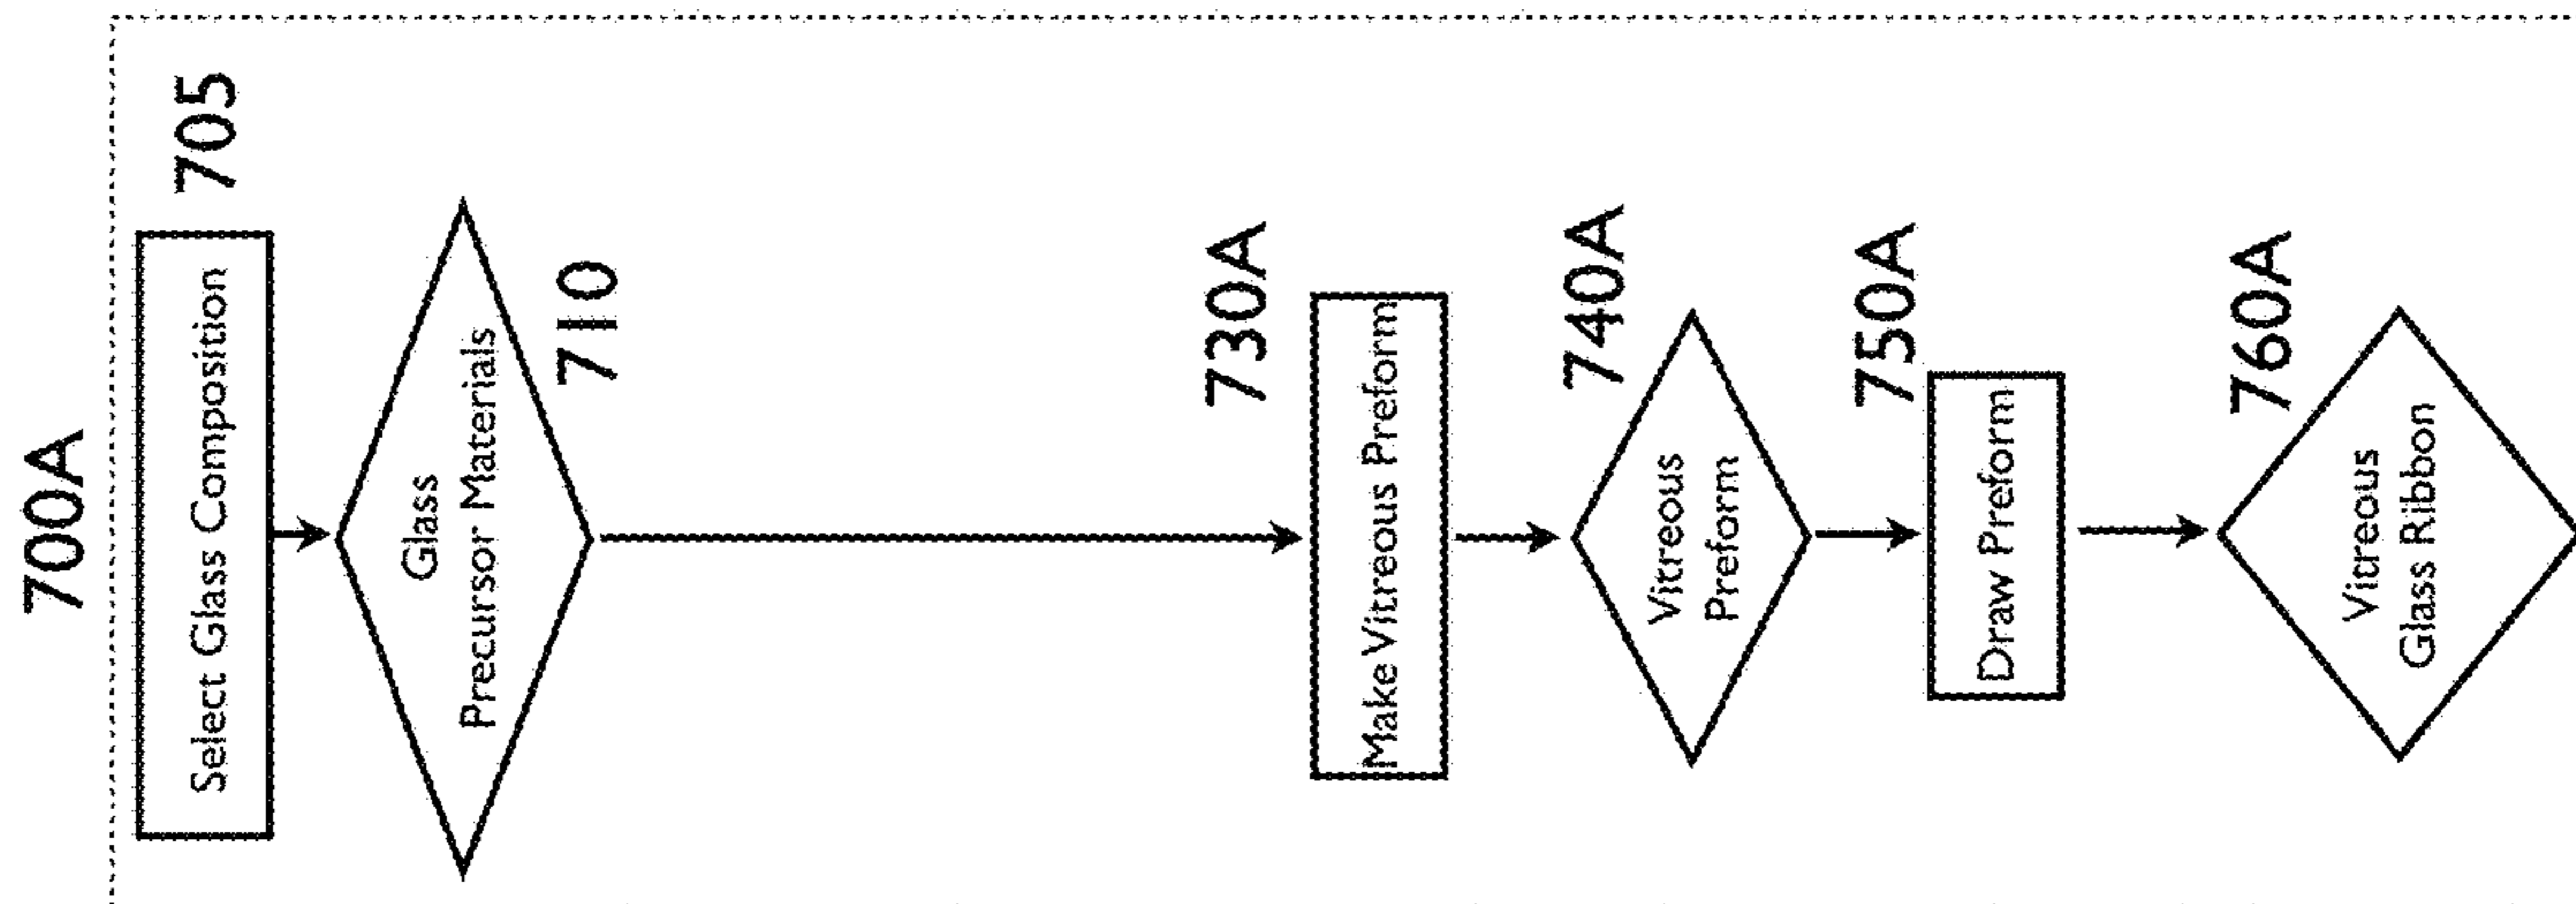 700A
Select Glass Composition
705
Glass
Precursor Materials
710
730A
Make Vitreous Preform
740A
Vitreous
Preform
750A
Draw Preform
760A
Vitreous
Glass Ribbon